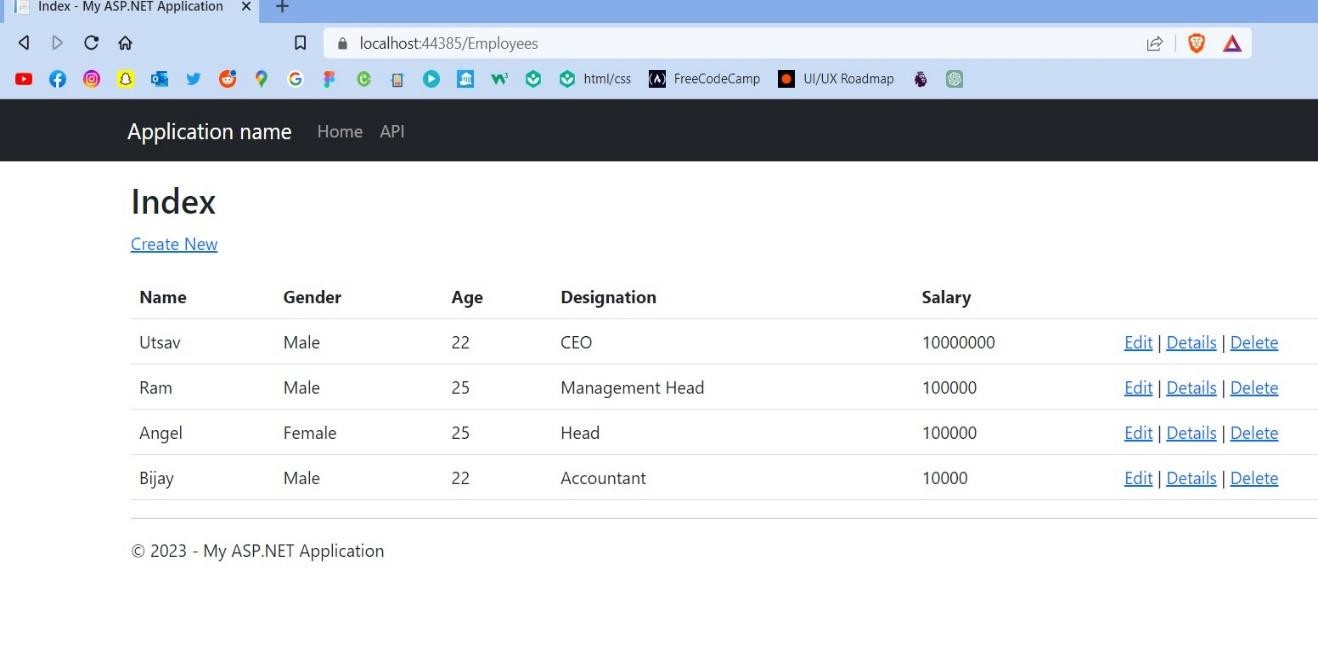 Index - My ASP.NET Application
localhost:44385/Employees
html/css FreeCodeCamp UI/UX Roadmap
Application name Home API
Index
Create New
Name Gender Age Designation Salary
Utsav Male 22 CEO 10000000 Edit | Details | Delete
Ram Male 25 Management Head 100000 Edit | Details | Delete
Angel Female 25 Head 100000 Edit | Details | Delete
Bijay Male 22 Accountant 10000 Edit | Details | Delete
© 2023 - My ASP.NET Application